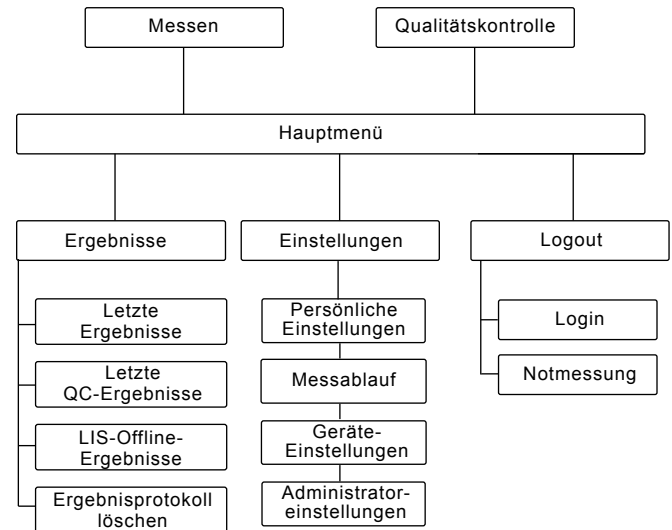 Messen
Qualitätskontrolle
Hauptmenü
Ergebnisse
Einstellungen
Logout
Letzte
Ergebnisse
Letzte
QC-Ergebnisse
LIS-Offline-
Ergebnisse
Ergebnisprotokoll
löschen
Persönliche
Einstellungen
Messablauf
Geräte-
Einstellungen
Administrator-
einstellungen
Login
Notmessung